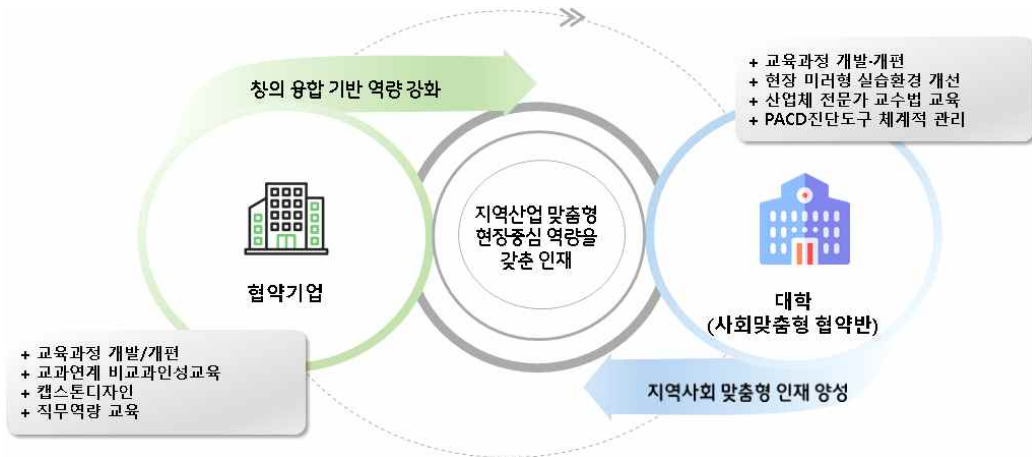 창의 융합 기반 역량 강화
+ 교육과정 개발·개편
+ 현장 미러형 실습환경 개선
+ 산업체 전문가 교수법 교육
+ PACD진단도구 체계적 관리
지역산업 맞춤형
현장중심 역량을
갖춘 인재
협약기업
대학
(사회맞춤형 협약반)
+ 교육과정 개발/개편
+ 교과연계 비교과인성교육
+ 캡스톤디자인
+ 직무역량 교육
지역사회 맞춤형 인재 양성